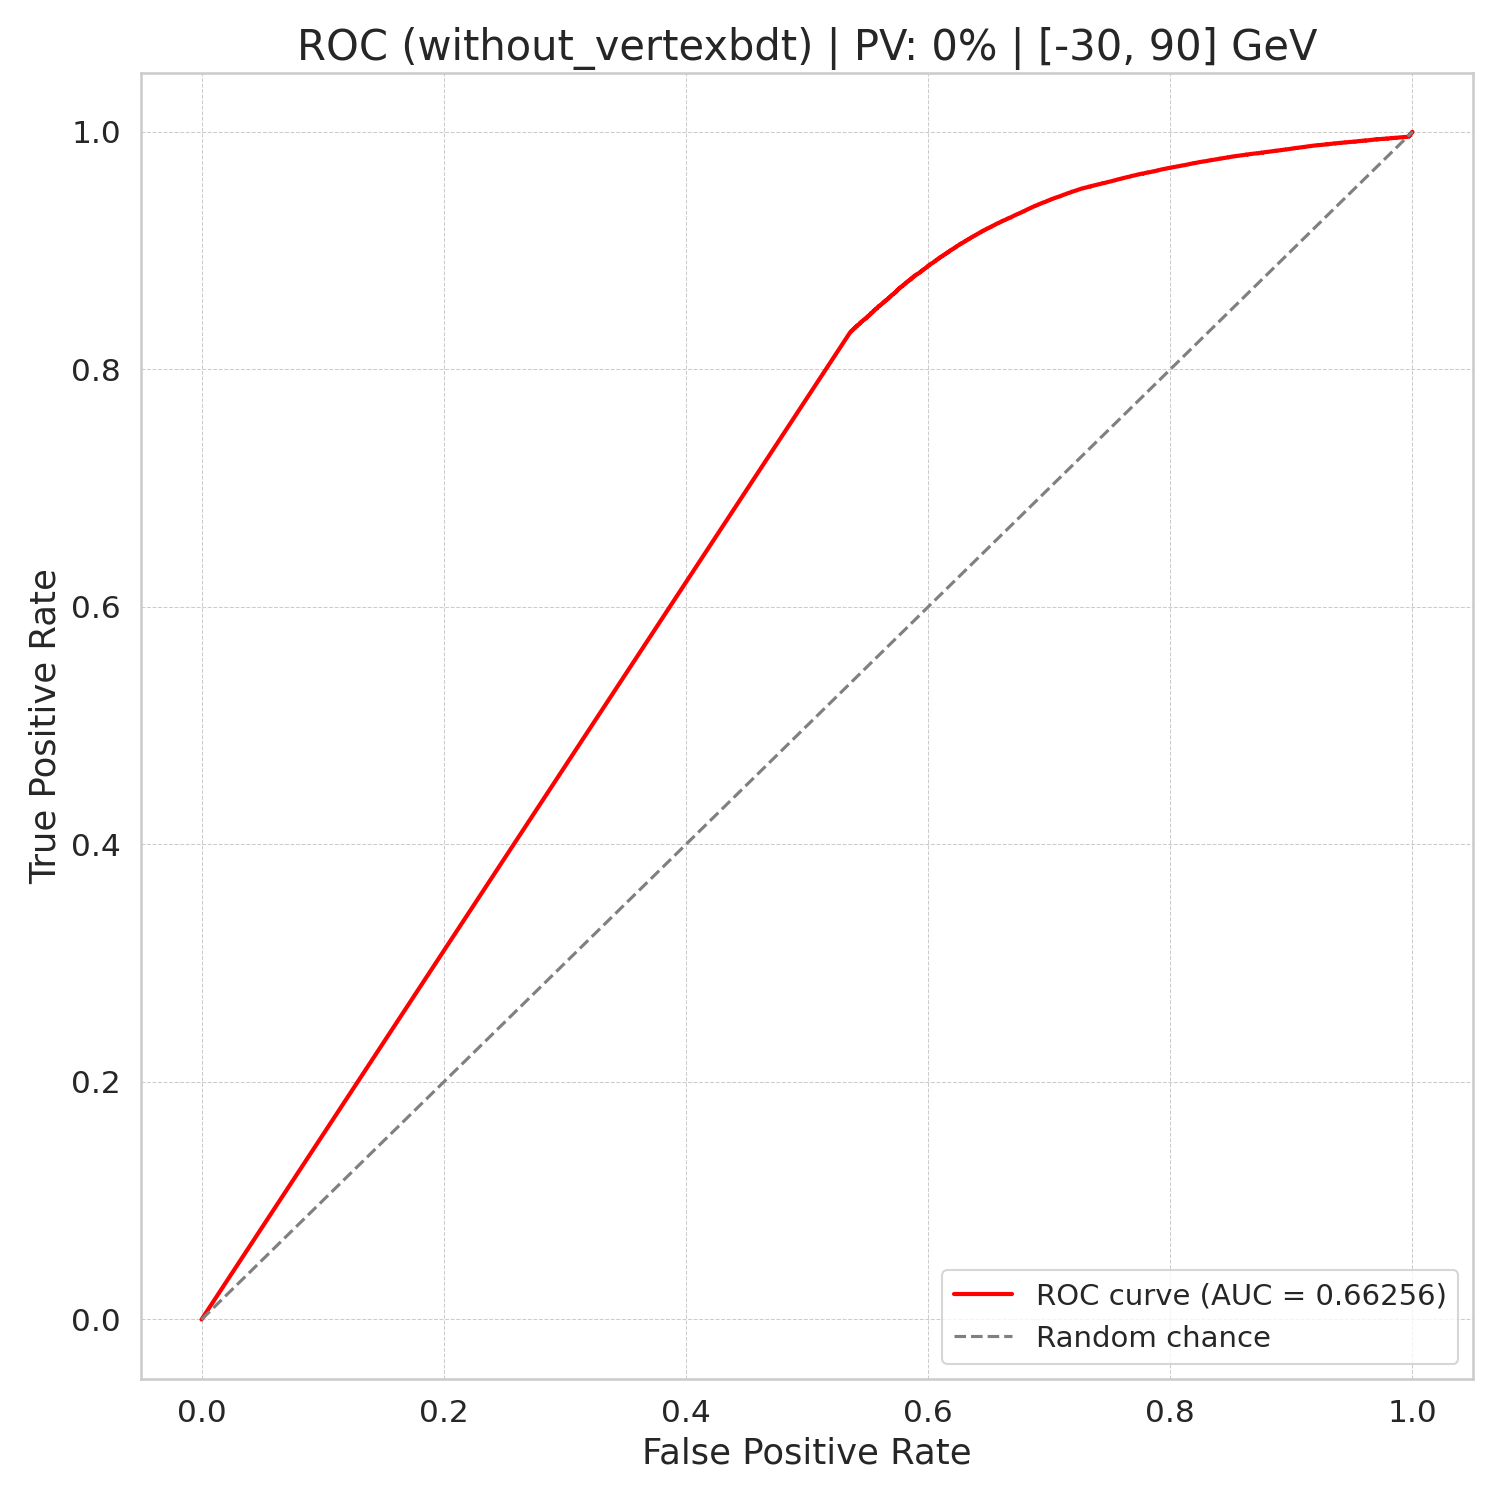 ROC (without_vertexbdt) | PV: 0% | [-30, 90] GeV
True Positive Rate
1.0
0.8
0.6
0.4
0.2
0.0
ROC curve (AUC = 0.66256)
Random chance
0.0 0.2 0.4 0.6 0.8 1.0
False Positive Rate